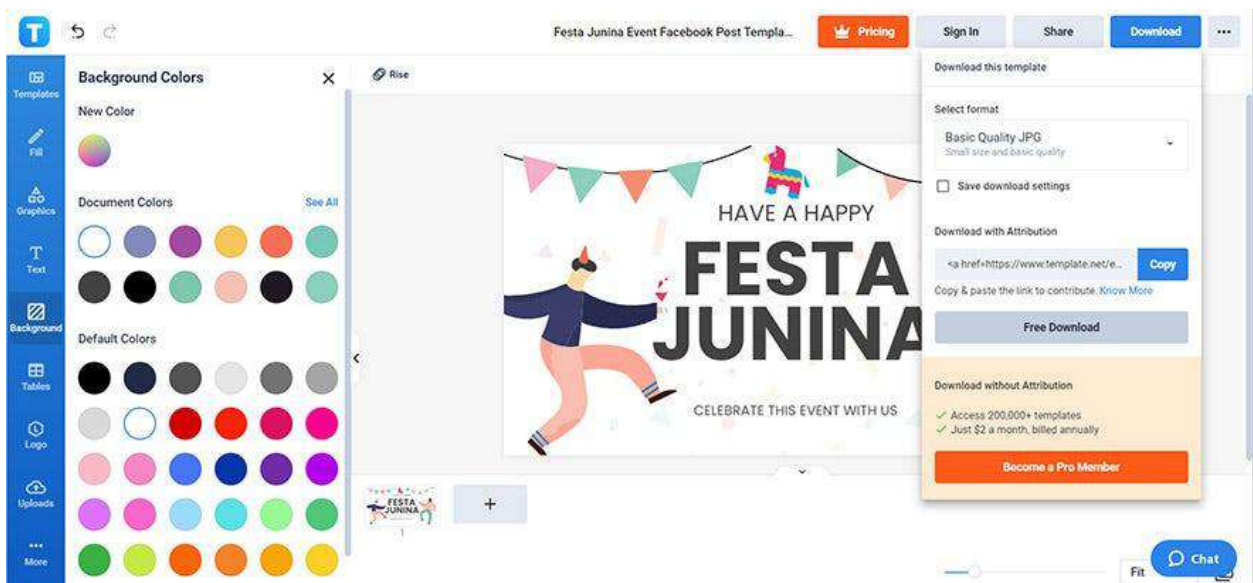 T
Festa Junina Event Facebook Post Templa...
Pricing
Sign In
Share
Download
Templates
Fill
Graphics
Text
Background
Tables
Logo
Uploads
More
Background Colors
New Color
Document Colors
See All
Default Colors
Rise
HAVE A HAPPY
FESTA
JUNINA
CELEBRATE THIS EVENT WITH US
Download this template
Select format
Basic Quality JPG
Small size and basic quality
Save download settings
Download with Attribution
<a href=https://www.template.net/e...
Copy
Copy & paste the link to contribute. Know More
Free Download
Download without Attribution
Access 200,000+ templates
Just $2 a month, billed annually
Become a Pro Member
FESTA
JUNINA
1
Fit
Chat